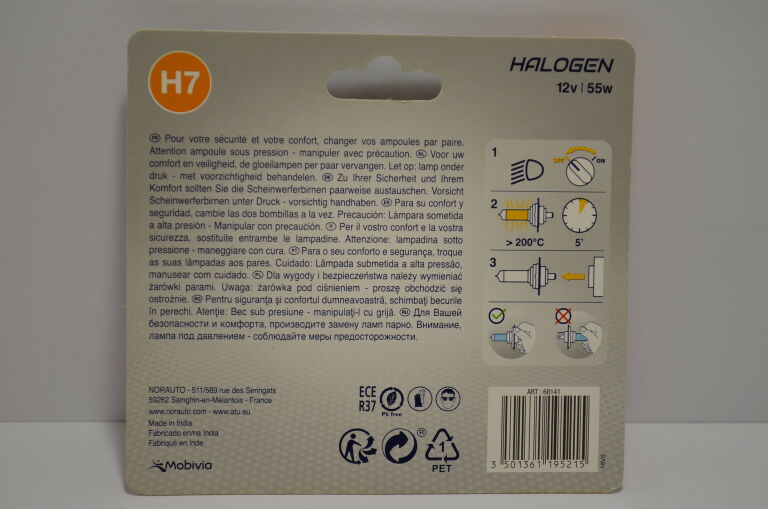 H7
HALOGEN
12v | 55w
FR Pour votre sécurité et votre confort, changer vos ampoules par paire.
Attention ampoule sous pression - manipuler avec précaution. NL Voor uw
comfort en veiligheid, de gloeilampen per paar vervangen. Let op: lamp onder
druk - met voorzichtigheid behandelen. DE Zu Ihrer Sicherheit und Ihrem
Komfort sollten Sie die Scheinwerferbirnen paarweise austauschen. Vorsicht
Scheinwerferbirnen unter Druck - vorsichtig handhaben. ES Para su confort y
seguridad, cambie las dos bombillas a la vez. Precaución: Lámpara sometida
a alta presión - Manipular con precaución. IT Per il vostro confort e la vostra
sicurezza, sostituite entrambe le lampadine. Attenzione: lampadina sotto
pressione - maneggiare con cura. PT Para o seu conforto e segurança, troque
as suas lâmpadas aos pares. Cuidado: Lâmpada submetida a alta pressão,
manusear com cuidado. PL Dla wygody i bezpieczeństwa należy wymieniać
żarówki parami. Uwaga: żarówka pod ciśnieniem - proszę obchodzić się
ostrożnie. RO Pentru siguranţa şi confortul dumneavoastră, schimbaţi becurile
în perechi. Atenţie: Bec sub presiune - manipulaţi-l cu grijă. RU Для Вашей
безопасности и комфорта, производите замену ламп парно. Внимание,
лампа под давлением - соблюдайте меры предосторожности.
1
OFF ON
2
> 200°C 5'
3
NORAUTO - 511/589 rue des Seringats
59262 Sainghin-en-Mélantois - France
www.norauto.com - www.atu.eu
Made in India
Fabricado en/na India
Fabriqué en Inde
Mobivia
ECE
R37
Pb free
®
1
PET
ART : 68141
3 501361 195215